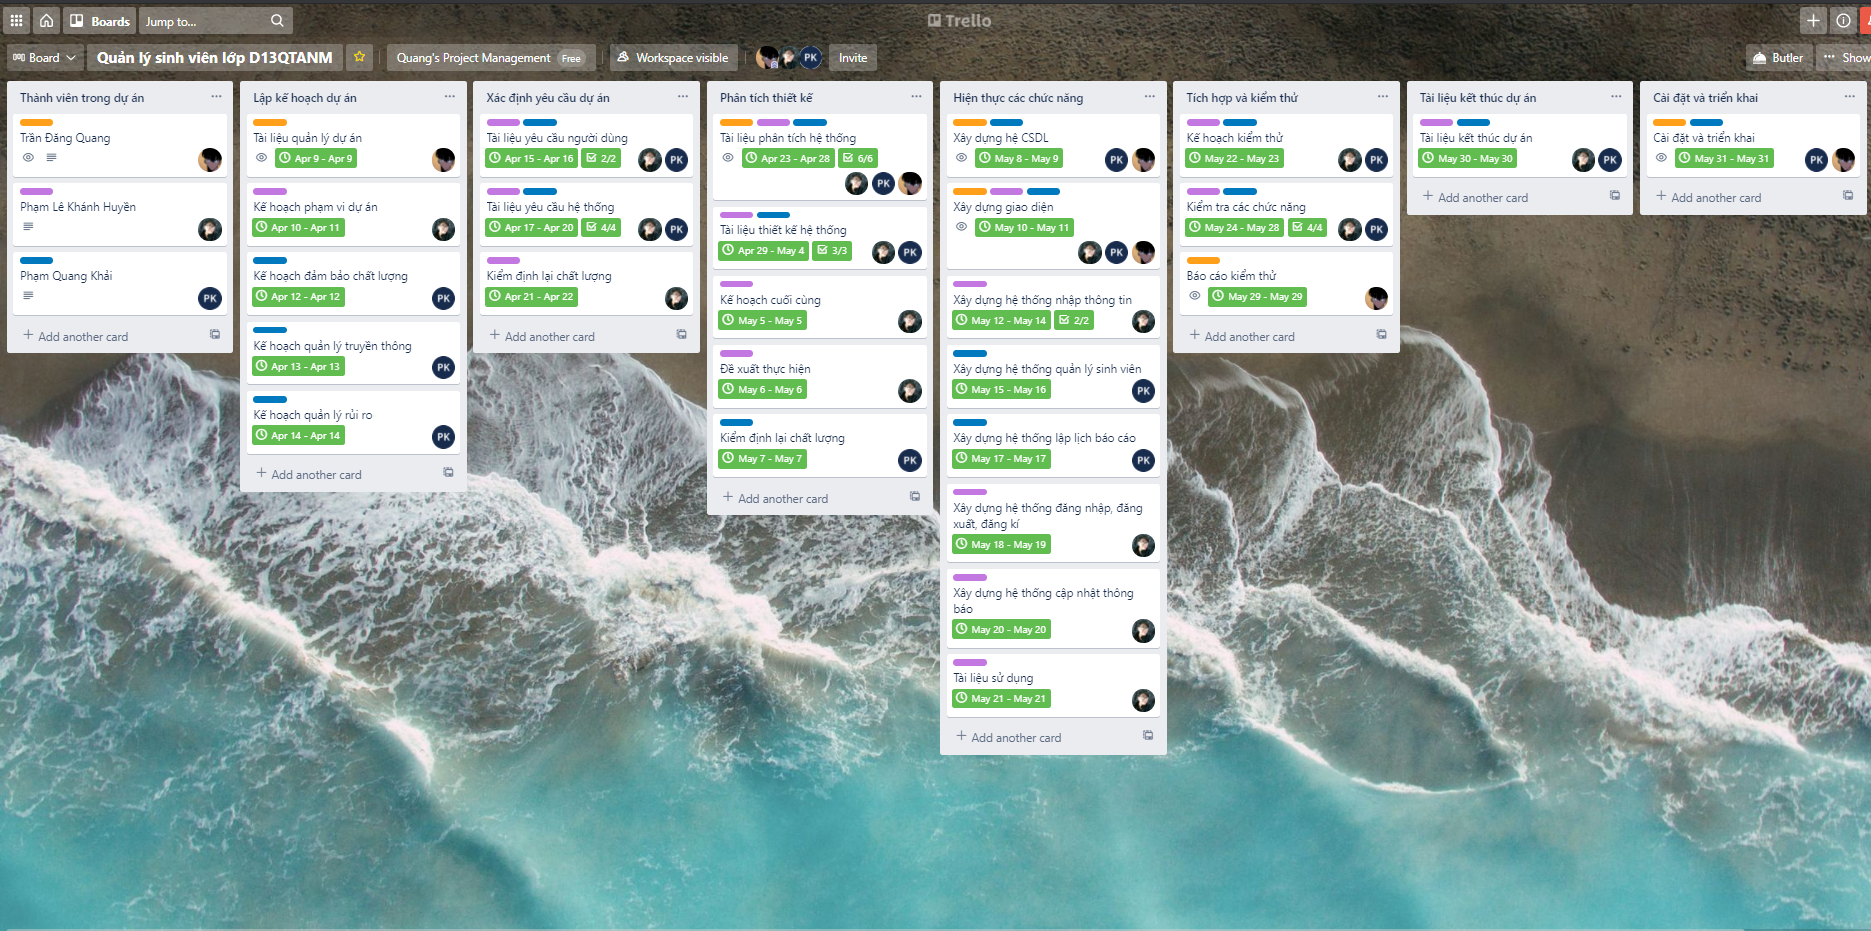 Boards
Jump to...
Trello
Board
Quản lý sinh viên lớp D13QTANM
Quang's Project Management Free
Workspace visible
PK
Invite
Butler
Show
Thành viên trong dự án
Trần Đăng Quang
Phạm Lê Khánh Huyền
Phạm Quang Khải
PK
Add another card
Lập kế hoạch dự án
Tài liệu quản lý dự án
Apr 9 - Apr 9
Kế hoạch phạm vi dự án
Apr 10 - Apr 11
Kế hoạch đảm bảo chất lượng
Apr 12 - Apr 12
PK
Kế hoạch quản lý truyền thông
Apr 13 - Apr 13
PK
Kế hoạch quản lý rủi ro
Apr 14 - Apr 14
PK
Add another card
Xác định yêu cầu dự án
Tài liệu yêu cầu người dùng
Apr 15 - Apr 16 2/2
PK
Tài liệu yêu cầu hệ thống
Apr 17 - Apr 20 4/4
PK
Kiểm định lại chất lượng
Apr 21 - Apr 22
Add another card
Phân tích thiết kế
Tài liệu phân tích hệ thống
Apr 23 - Apr 28 6/6
PK
Tài liệu thiết kế hệ thống
Apr 29 - May 4 3/3
PK
Kế hoạch cuối cùng
May 5 - May 5
Đề xuất thực hiện
May 6 - May 6
Kiểm định lại chất lượng
May 7 - May 7
PK
Add another card
Hiện thực các chức năng
Xây dựng hệ CSDL
May 8 - May 9
PK
Xây dựng giao diện
May 10 - May 11
PK
Xây dựng hệ thống nhập thông tin
May 12 - May 14 2/2
Xây dựng hệ thống quản lý sinh viên
May 15 - May 16
PK
Xây dựng hệ thống lập lịch báo cáo
May 17 - May 17
PK
Xây dựng hệ thống đăng nhập, đăng
xuất, đăng kí
May 18 - May 19
Xây dựng hệ thống cập nhật thông
báo
May 20 - May 20
Tài liệu sử dụng
May 21 - May 21
Add another card
Tích hợp và kiểm thử
Kế hoạch kiểm thử
May 22 - May 23
PK
Kiểm tra các chức năng
May 24 - May 28 4/4
PK
Báo cáo kiểm thử
May 29 - May 29
Add another card
Tài liệu kết thúc dự án
Tài liệu kết thúc dự án
May 30 - May 30
PK
Add another card
Cài đặt và triển khai
Cài đặt và triển khai
May 31 - May 31
PK
Add another card